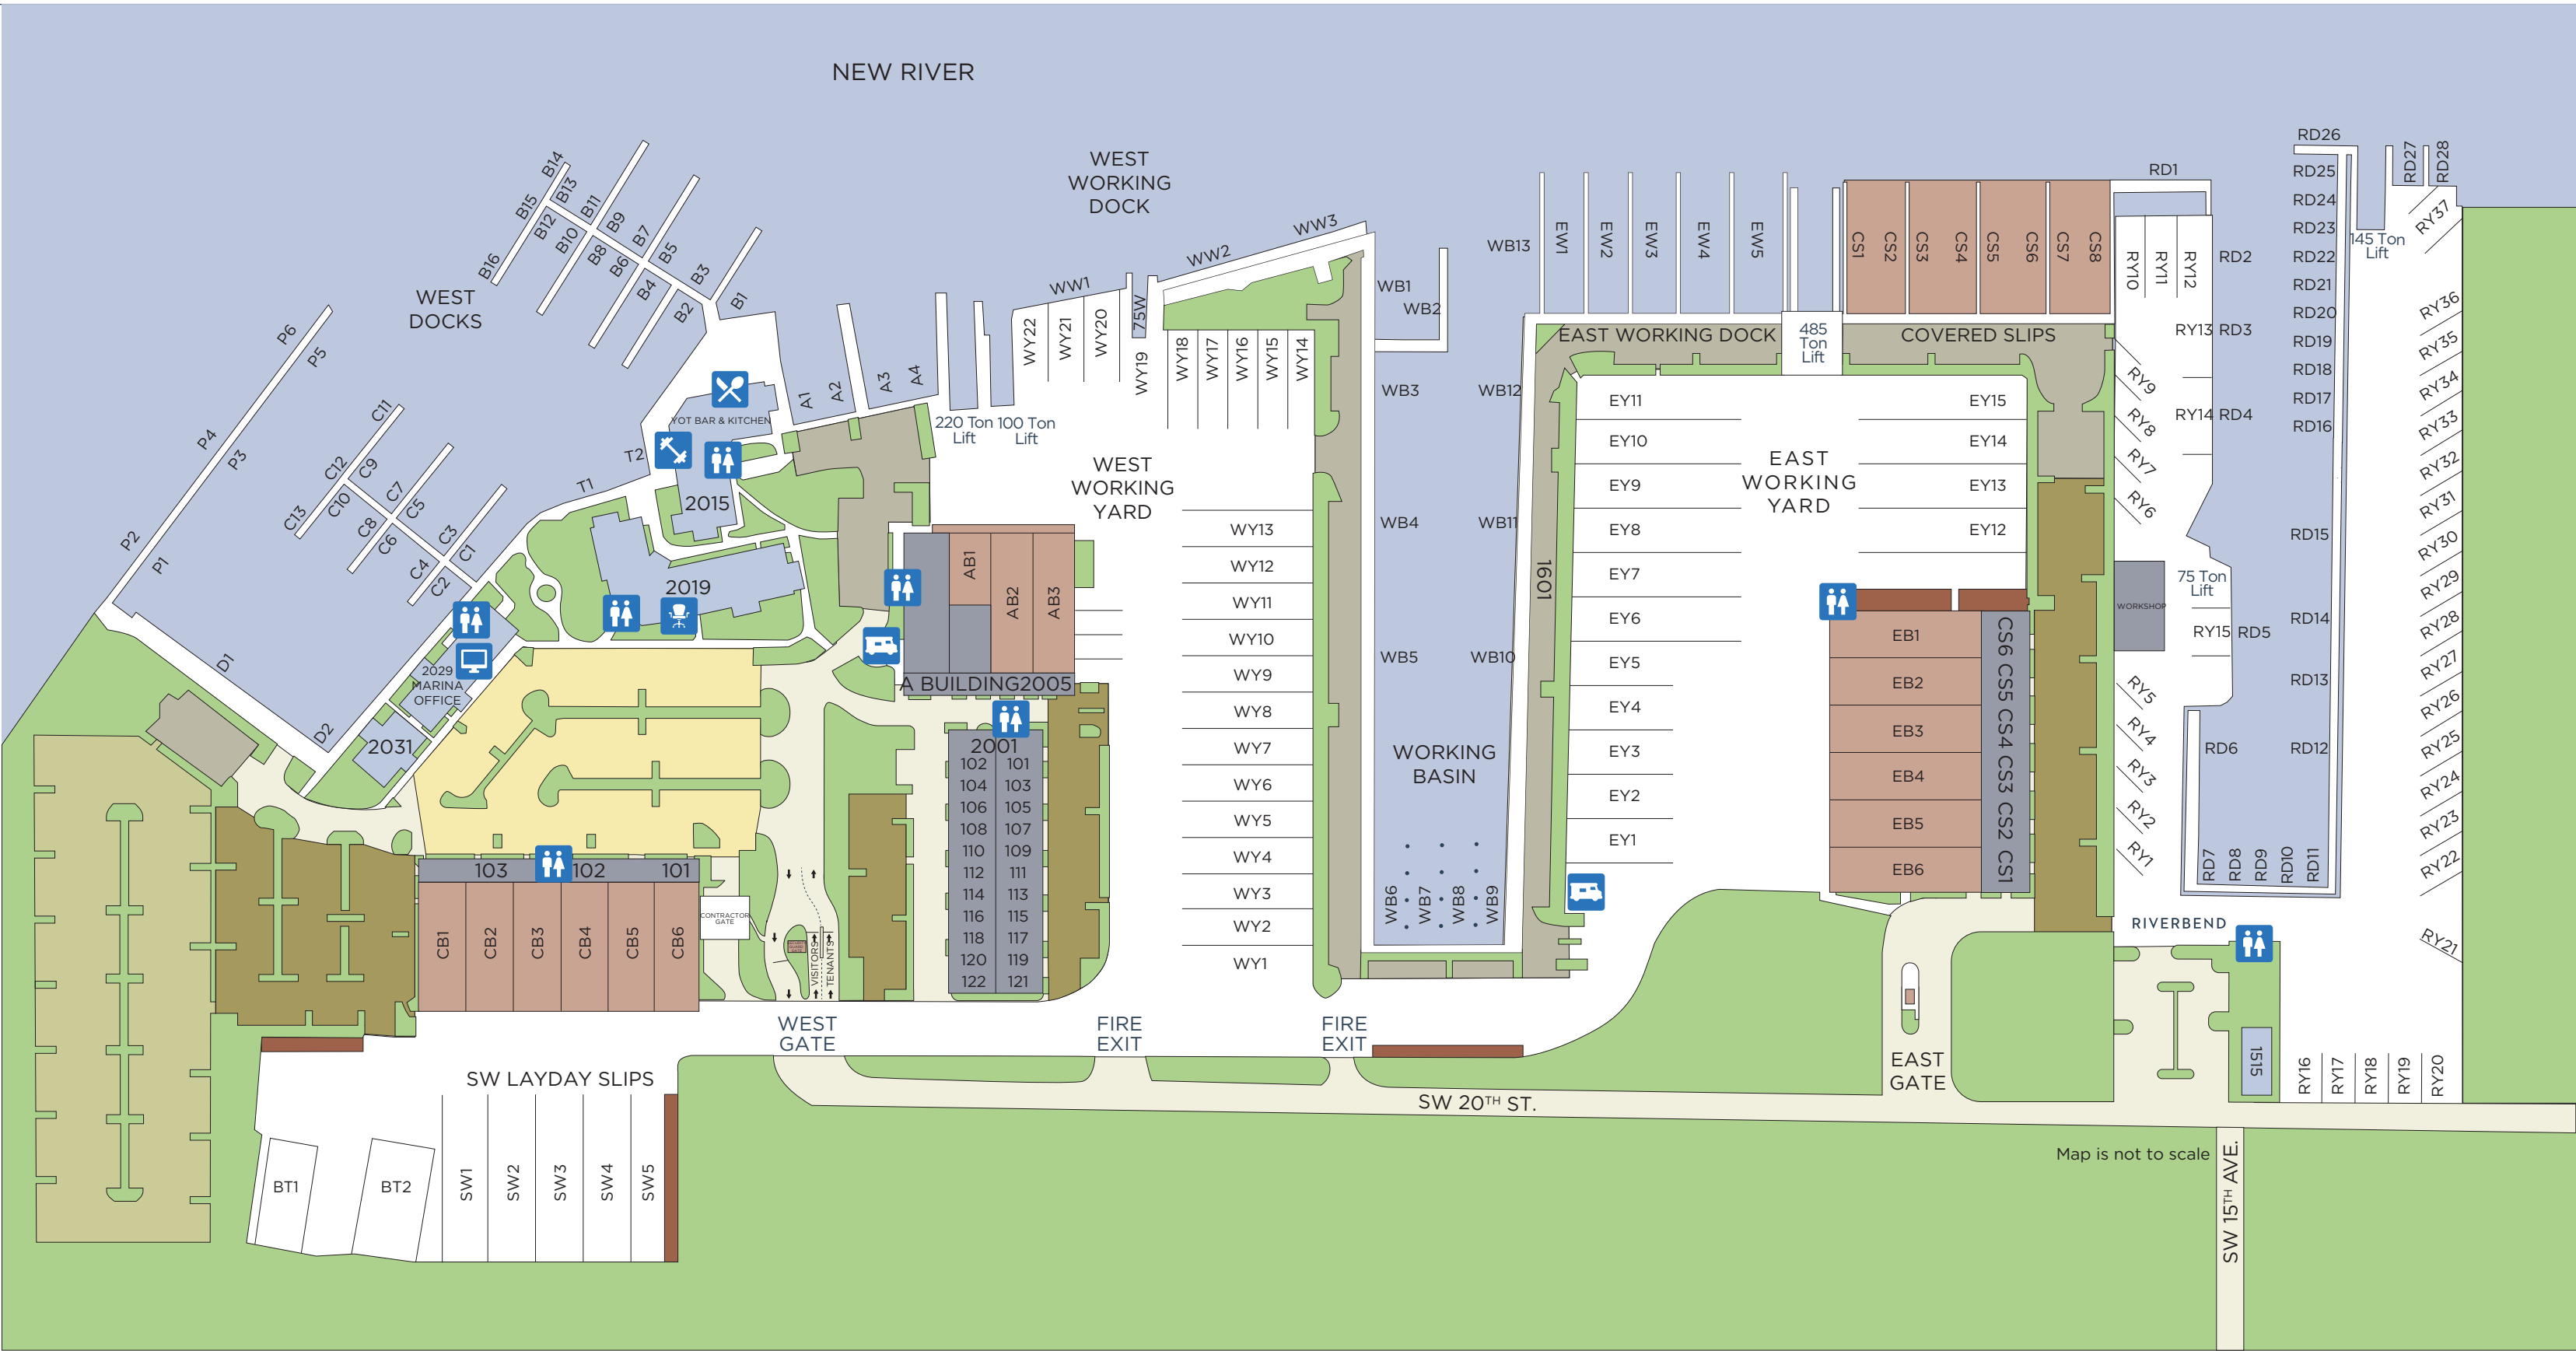 NEW RIVER
WEST
WORKING
DOCK
WEST
DOCKS
B14
B13
B15
B12
B16
B11
B9
B10
B8
B7
B5
B6
B4
B3
B1
B2
P6
P5
P4
P3
P2
P1
C11
C12
C9
C13
C10
C7
C5
C8
C6
C3
C1
C4
C2
D1
D2
T1
T2
A1
A2
A3
A4
YOT BAR & KITCHEN
2015
2019
2029
MARINA
OFFICE
2031
220 Ton
Lift
100 Ton
Lift
WW1
WW2
WW3
75W
WY22
WY21
WY20
WY19
WY18
WY17
WY16
WY15
WY14
WEST
WORKING
YARD
WY13
WY12
WY11
WY10
WY9
WY8
WY7
WY6
WY5
WY4
WY3
WY2
WY1
AB1
AB2
AB3
A BUILDING2005
2001
102 101
104 103
106 105
108 107
110 109
112 111
114 113
116 115
118 117
120 119
122 121
103
102
101
CB1
CB2
CB3
CB4
CB5
CB6
CONTRACTOR
GATE
VISITORS
TENANTS
WEST
GATE
FIRE
EXIT
FIRE
EXIT
SW LAYDAY SLIPS
BT1
BT2
SW1
SW2
SW3
SW4
SW5
WB1
WB2
WB3
WB4
WB5
WB6
WB7
WB8
WB9
WB10
WB11
WB12
WB13
WORKING
BASIN
1601
EW1
EW2
EW3
EW4
EW5
EAST WORKING DOCK
485
Ton
Lift
COVERED SLIPS
CS1
CS2
CS3
CS4
CS5
CS6
CS7
CS8
EY11
EY10
EY9
EY8
EY7
EY6
EY5
EY4
EY3
EY2
EY1
EY15
EY14
EY13
EY12
EAST
WORKING
YARD
EB1
EB2
EB3
EB4
EB5
EB6
CS6 CS5 CS4 CS3 CS2 CS1
EAST
GATE
SW 20TH ST.
SW 15TH AVE.
Map is not to scale
RD1
RY10
RY11
RY12
RD2
RY13 RD3
RY14 RD4
RY9
RY8
RY7
RY6
WORKSHOP
75 Ton
Lift
RY15 RD5
RY5
RY4
RY3
RY2
RY1
RD6
RD7
RD8
RD9
RD10
RD11
RD12
RD13
RD14
RD15
RD16
RD17
RD18
RD19
RD20
RD21
RD22
RD23
RD24
RD25
RD26
RD27
RD28
145 Ton
Lift
RY37
RY36
RY35
RY34
RY33
RY32
RY31
RY30
RY29
RY28
RY27
RY26
RY25
RY24
RY23
RY22
RY21
RIVERBEND
1515
RY16
RY17
RY18
RY19
RY20